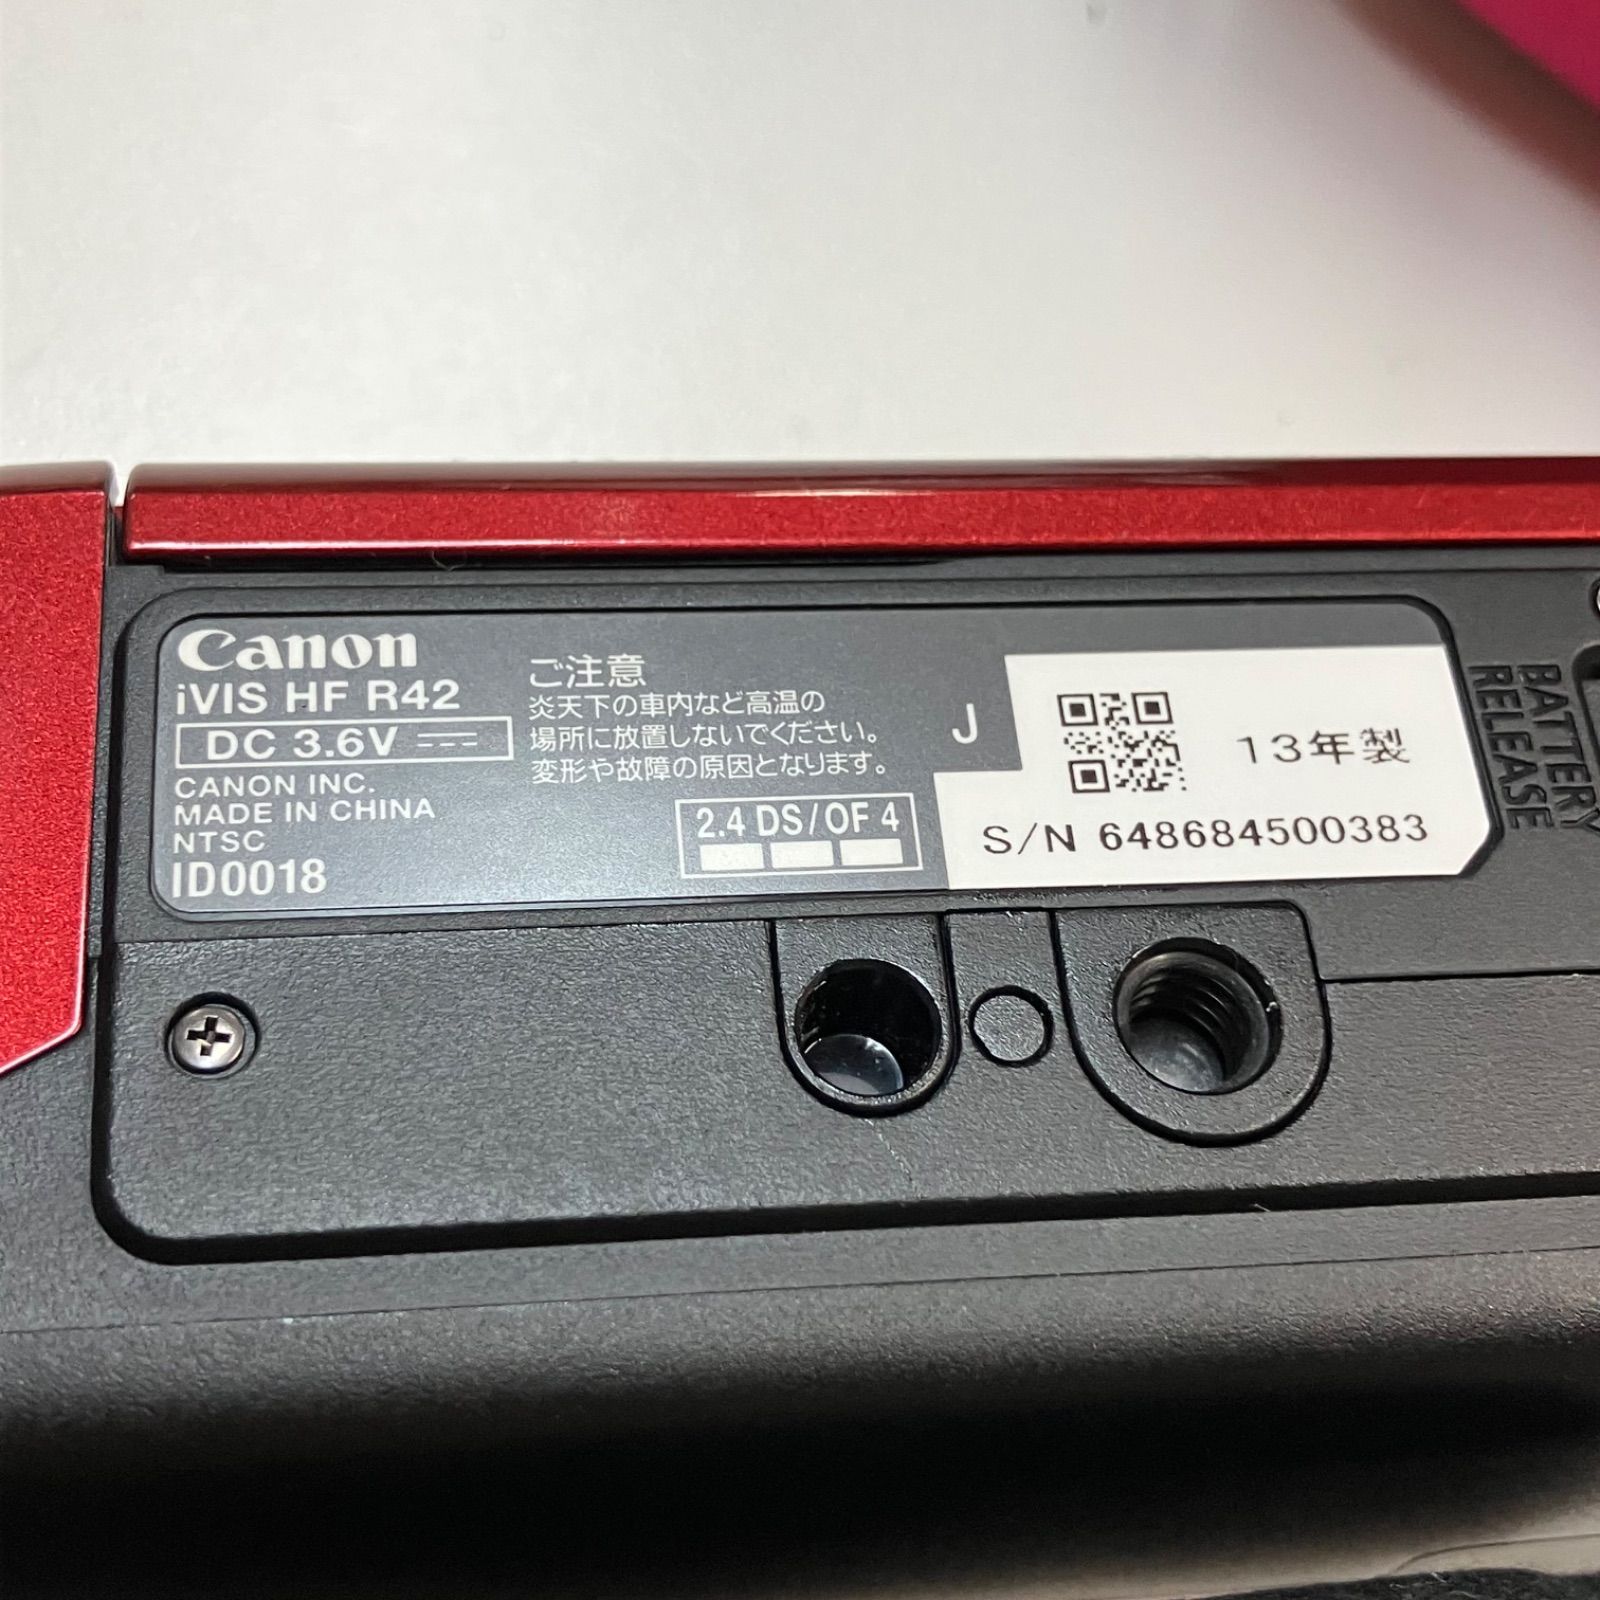 Canon
iVIS HF R42
DC 3.6V
CANON INC.
MADE IN CHINA
NTSC
ID0018
ご注意
炎天下の車内など高温の
場所に放置しないでください。
変形や故障の原因となります。
2.4 DS/OF 4
J
13年製
S/N 648684500383
BATTERY
RELEASE